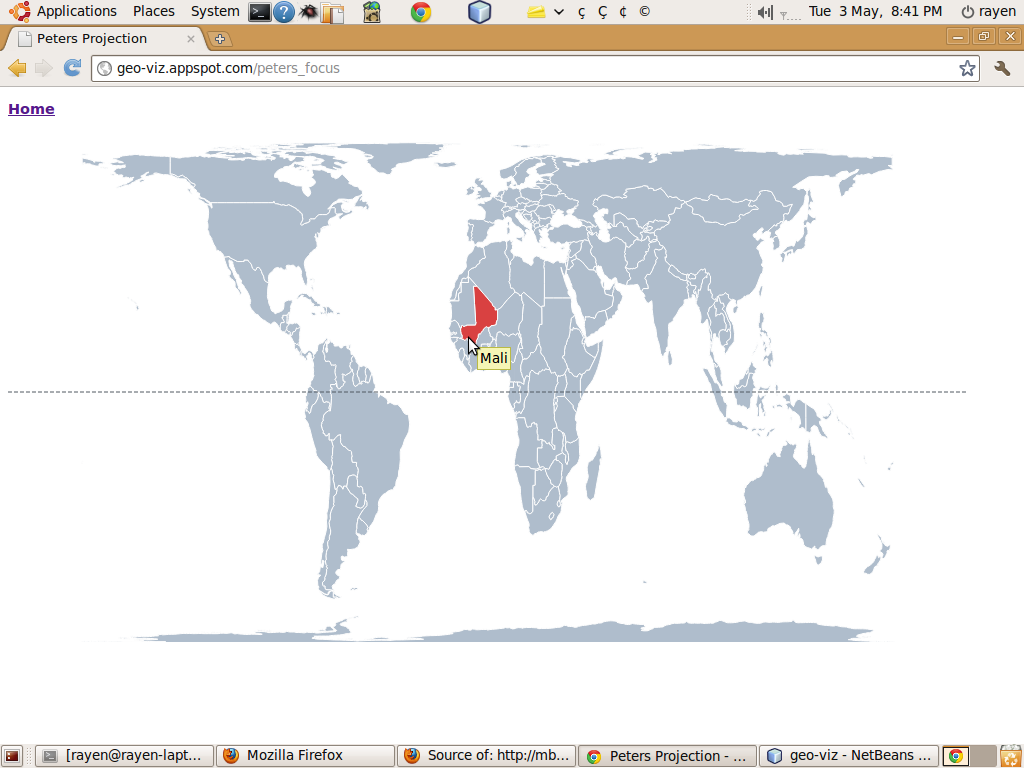 Applications Places System ç Ç ¢ © Tue 3 May, 8:41 PM rayen
Peters Projection
geo-viz.appspot.com/peters_focus
Home
Mali
[rayen@rayen-lapt... Mozilla Firefox Source of: http://mb... Peters Projection - ... geo-viz - NetBeans ...